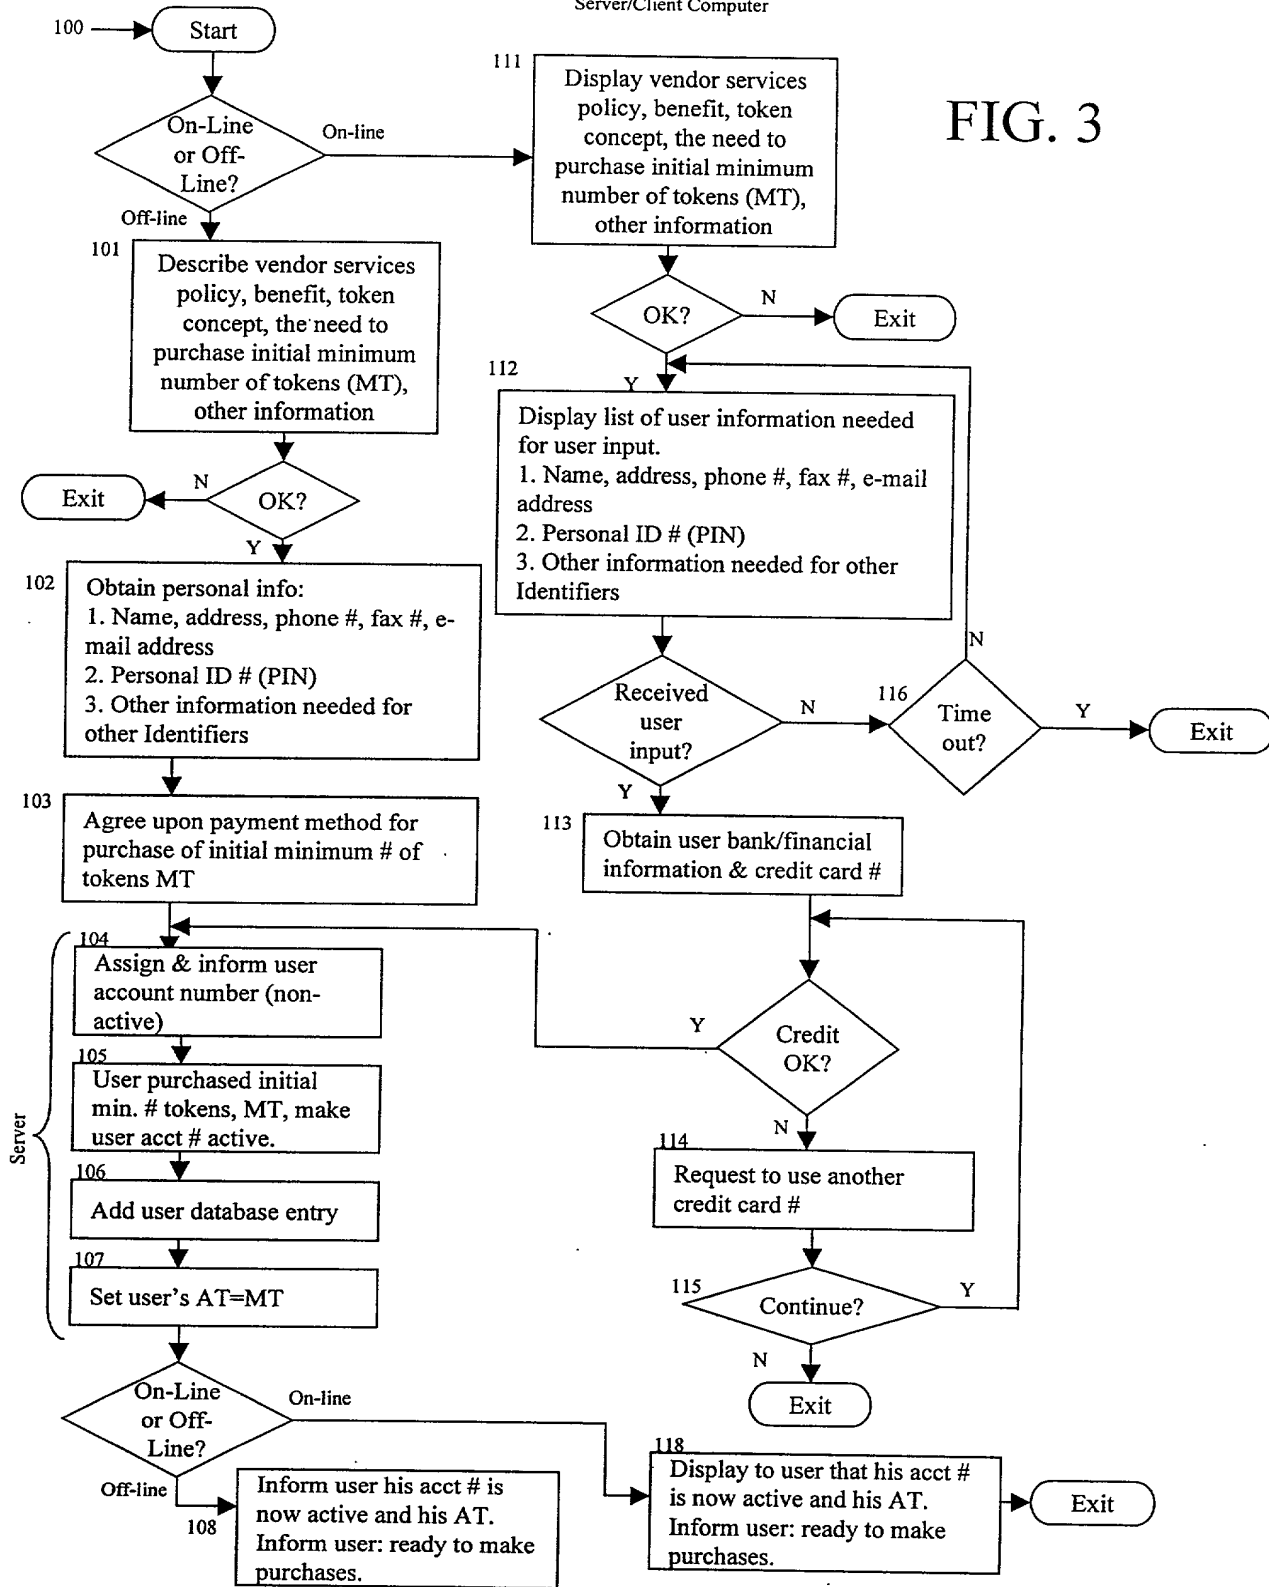 Server/Client Computer
FIG. 3
100
Start
On-Line
or Off-
Line?
On-line
Off-line
111
Display vendor services
policy, benefit, token
concept, the need to
purchase initial minimum
number of tokens (MT),
other information
OK?
N
Exit
Y
101
Describe vendor services
policy, benefit, token
concept, the need to
purchase initial minimum
number of tokens (MT),
other information
OK?
N
Exit
Y
112
Display list of user information needed
for user input.
1. Name, address, phone #, fax #, e-mail
address
2. Personal ID # (PIN)
3. Other information needed for other
Identifiers
102
Obtain personal info:
1. Name, address, phone #, fax #, e-
mail address
2. Personal ID # (PIN)
3. Other information needed for
other Identifiers
Received
user
input?
N
Y
116
Time
out?
N
Y
Exit
103
Agree upon payment method for
purchase of initial minimum # of
tokens MT
113
Obtain user bank/financial
information & credit card #
Server
104
Assign & inform user
account number (non-
active)
Credit
OK?
Y
N
105
User purchased initial
min. # tokens, MT, make
user acct # active.
114
Request to use another
credit card #
106
Add user database entry
115
Continue?
Y
N
Exit
107
Set user's AT=MT
On-Line
or Off-
Line?
On-line
Off-line
108
Inform user his acct # is
now active and his AT.
Inform user: ready to make
purchases.
118
Display to user that his acct #
is now active and his AT.
Inform user: ready to make
purchases.
Exit